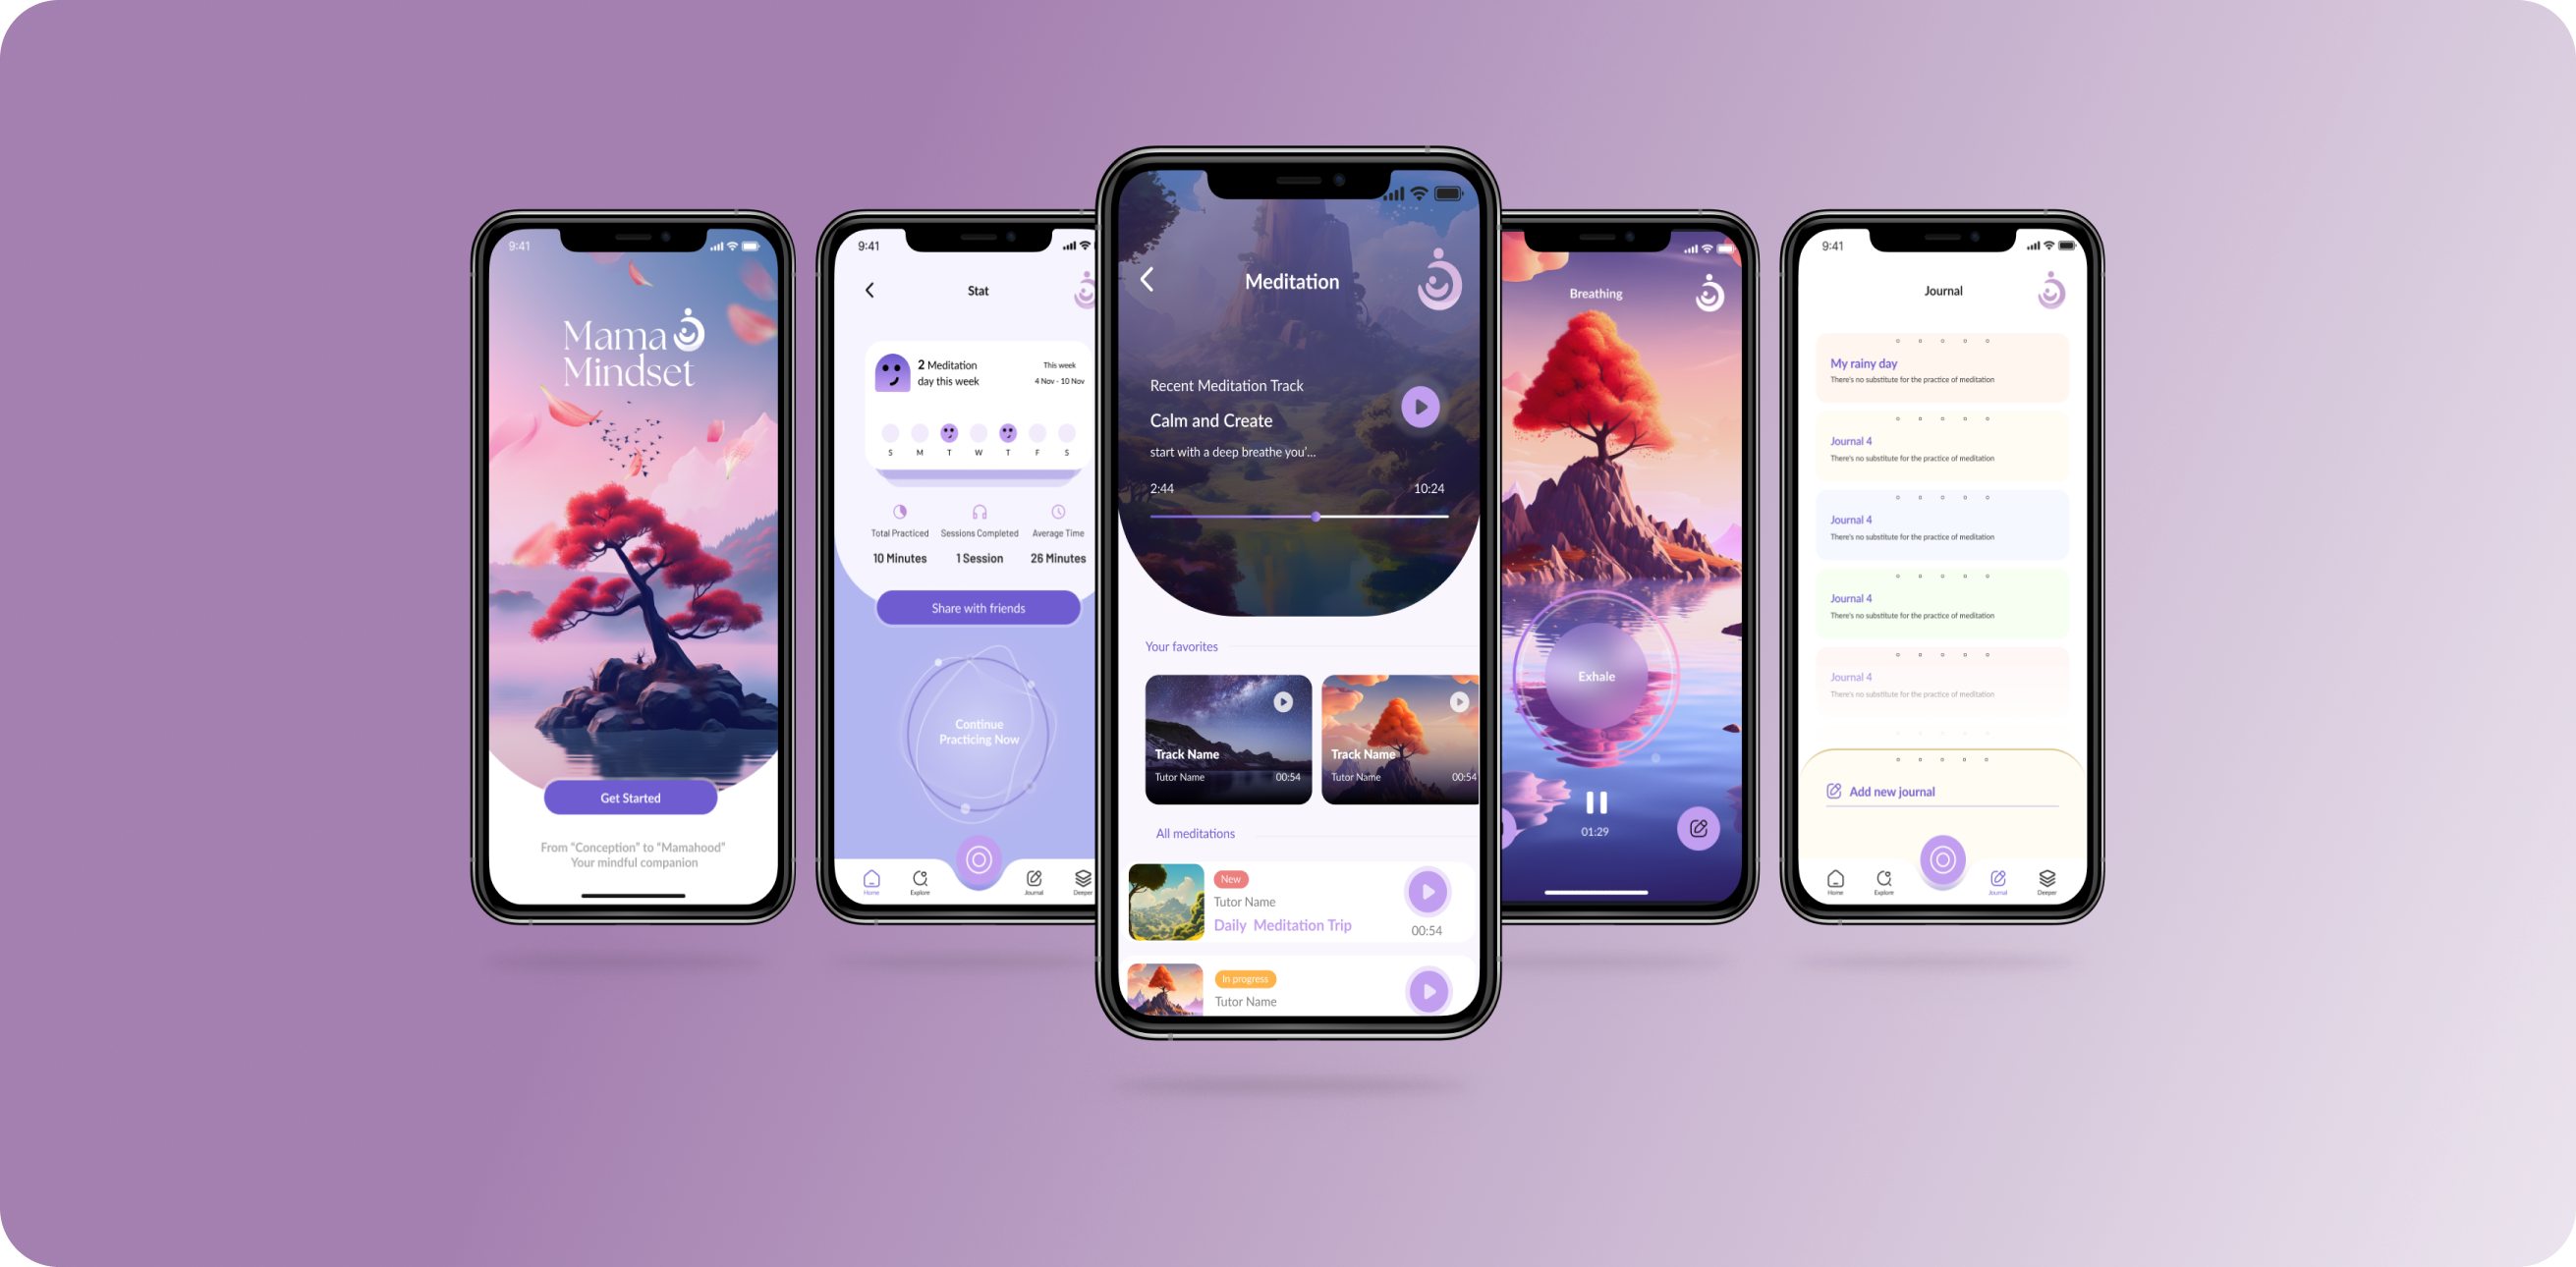 9:41
Mama
Mindset
Get Started
From “Conception” to “Mamahood”
Your mindful companion
9:41
Stat
2 Meditation
day this week
This week
4 Nov - 10 Nov
S M T W T F S
Total Practiced Sessions Completed Average Time
10 Minutes 1 Session 26 Minutes
Share with friends
Continue
Practicing Now
Home Explore Journal Deeper
Meditation
Recent Meditation Track
Calm and Create
start with a deep breathe you'...
2:44 10:24
Your favorites
Track Name
Tutor Name 00:54
Track Name
Tutor Name 00:54
All meditations
New
Tutor Name
Daily Meditation Trip
00:54
In progress
Tutor Name
Breathing
Exhale
01:29
9:41
Journal
My rainy day
There's no substitute for the practice of meditation
Journal 4
There's no substitute for the practice of meditation
Journal 4
There's no substitute for the practice of meditation
Journal 4
There's no substitute for the practice of meditation
Journal 4
There's no substitute for the practice of meditation
Add new journal
Home Explore Journal Deeper